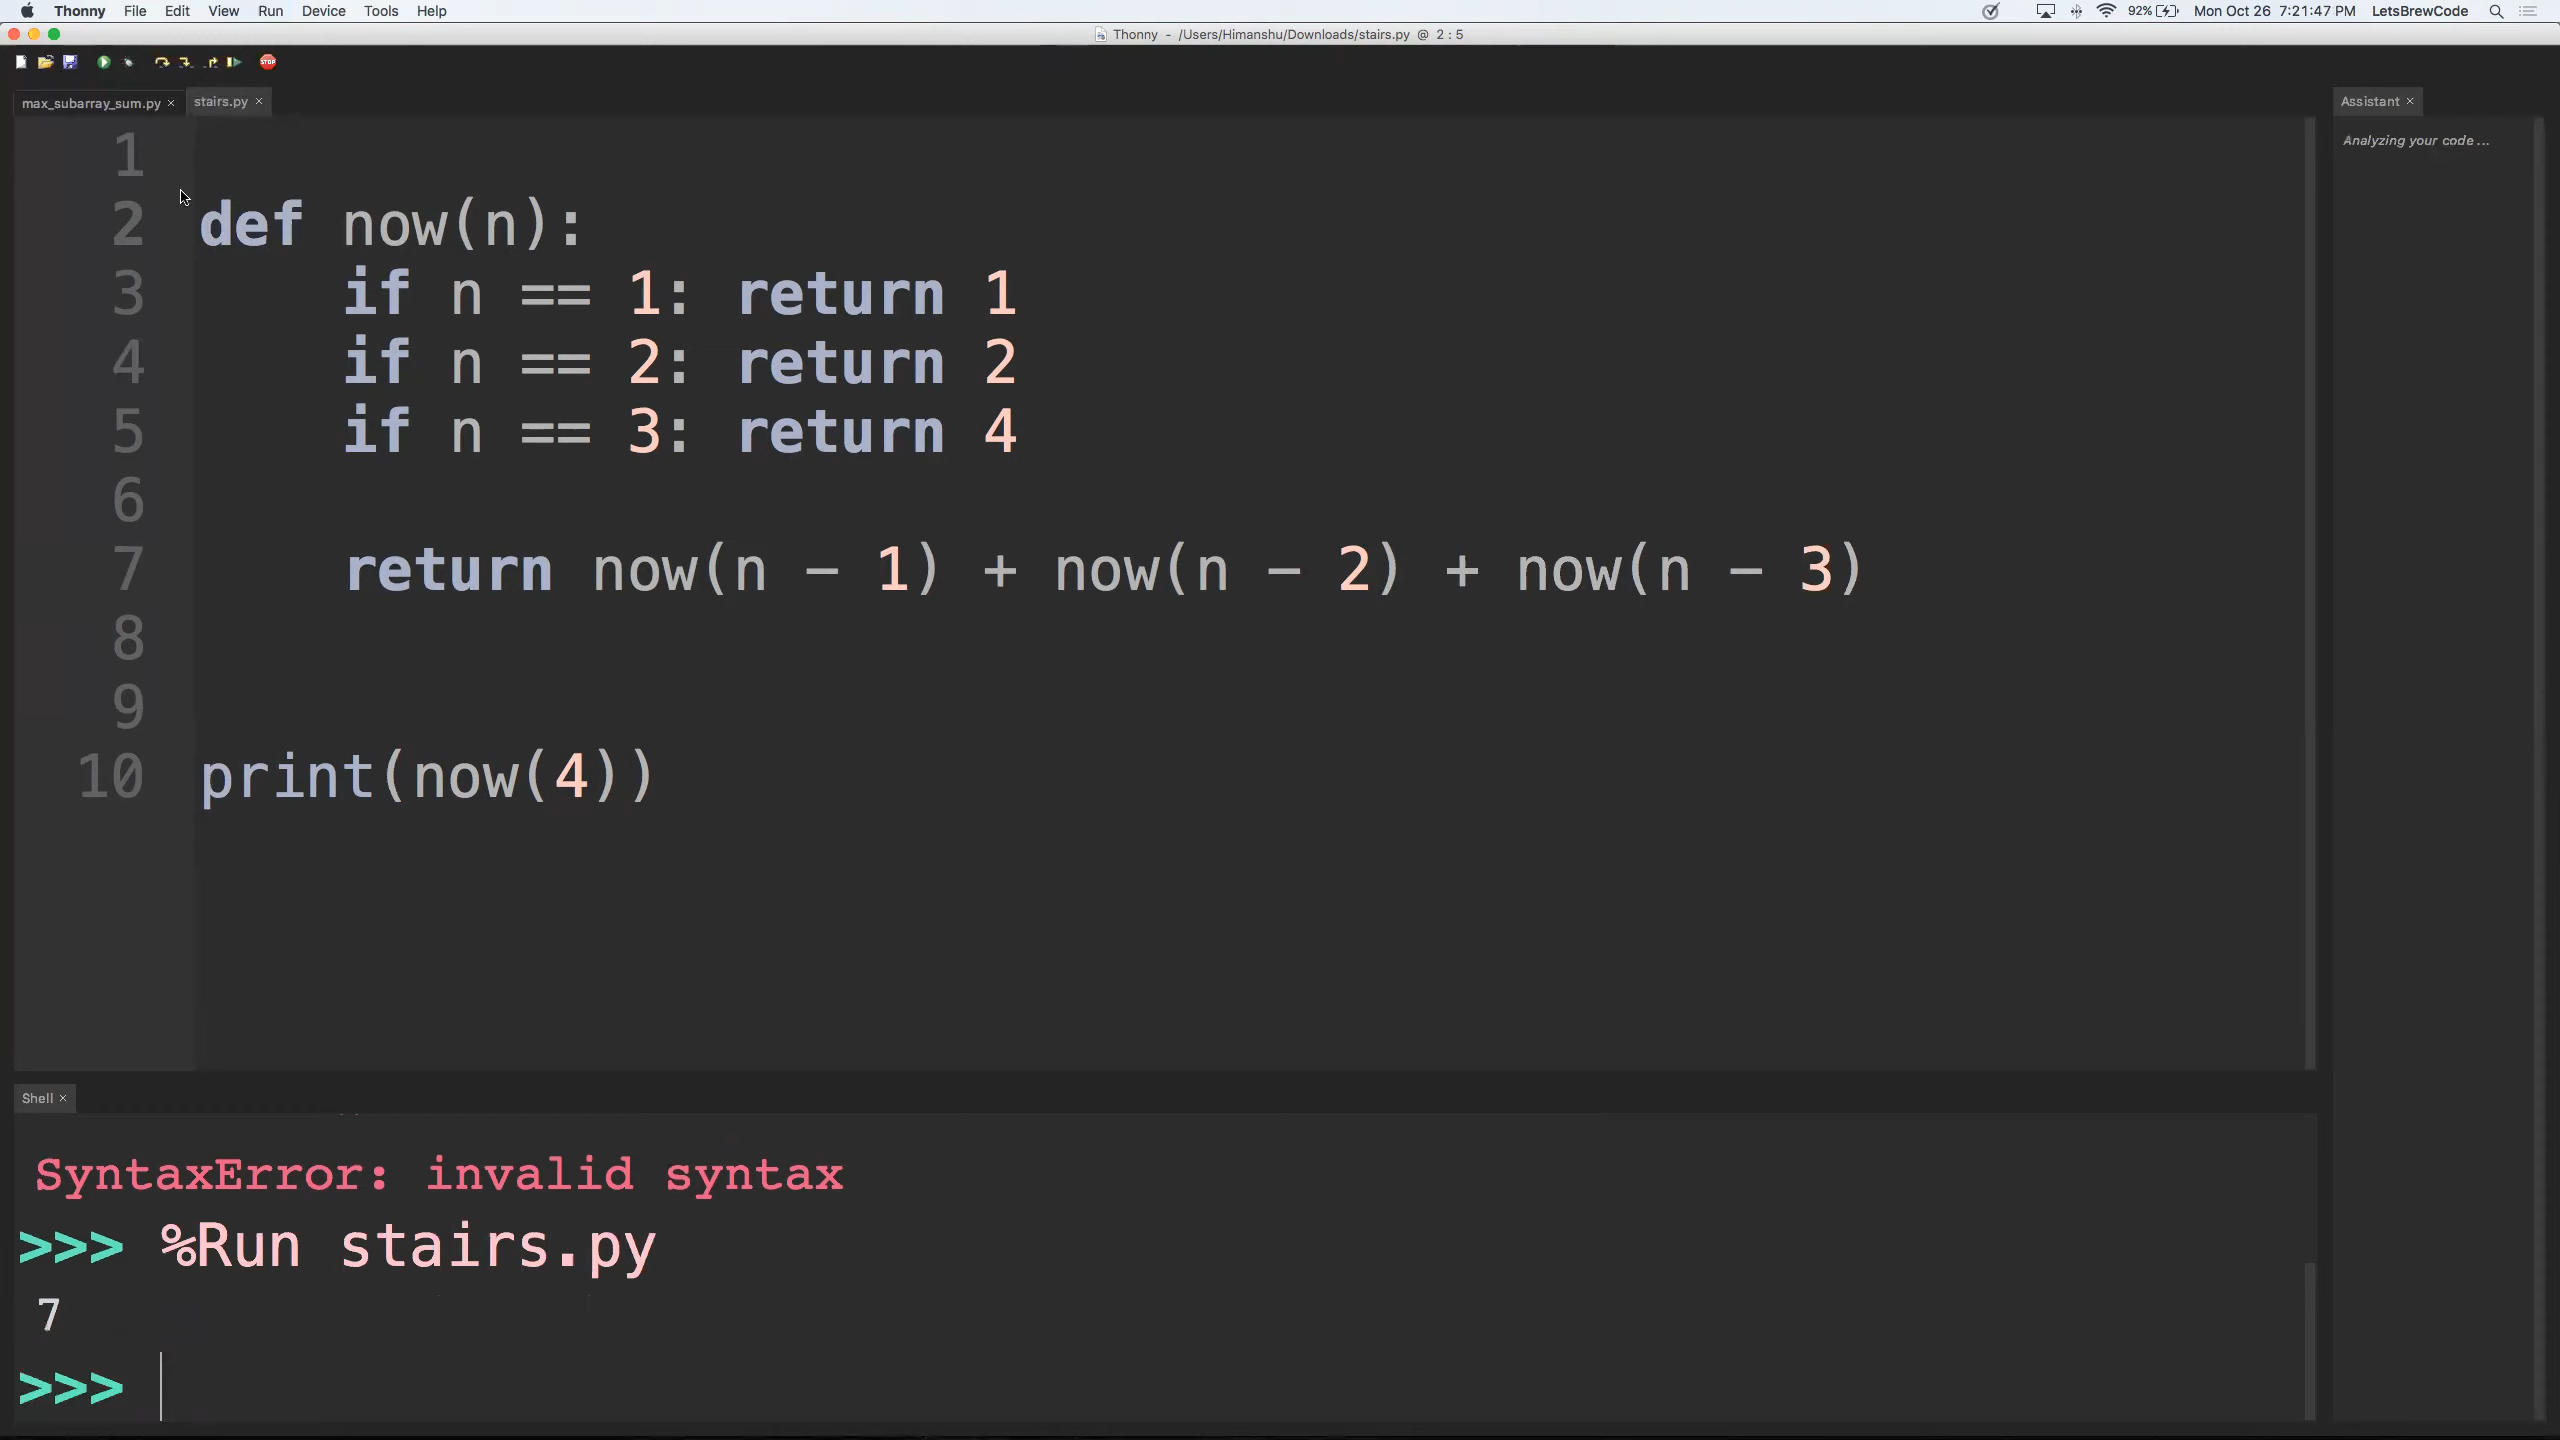 Thonny File Edit View Run Device Tools Help 92% Mon Oct 26 7:21:47 PM LetsBrewCode
Thonny - /Users/Himanshu/Downloads/stairs.py @ 2 : 5
STOP
max_subarray_sum.py × stairs.py × Assistant ×
Analyzing your code ...
1
2 def now(n):
3 if n == 1: return 1
4 if n == 2: return 2
5 if n == 3: return 4
6
7 return now(n - 1) + now(n - 2) + now(n - 3)
8
9
10 print(now(4))
Shell ×
SyntaxError: invalid syntax
>>> %Run stairs.py
7
>>>